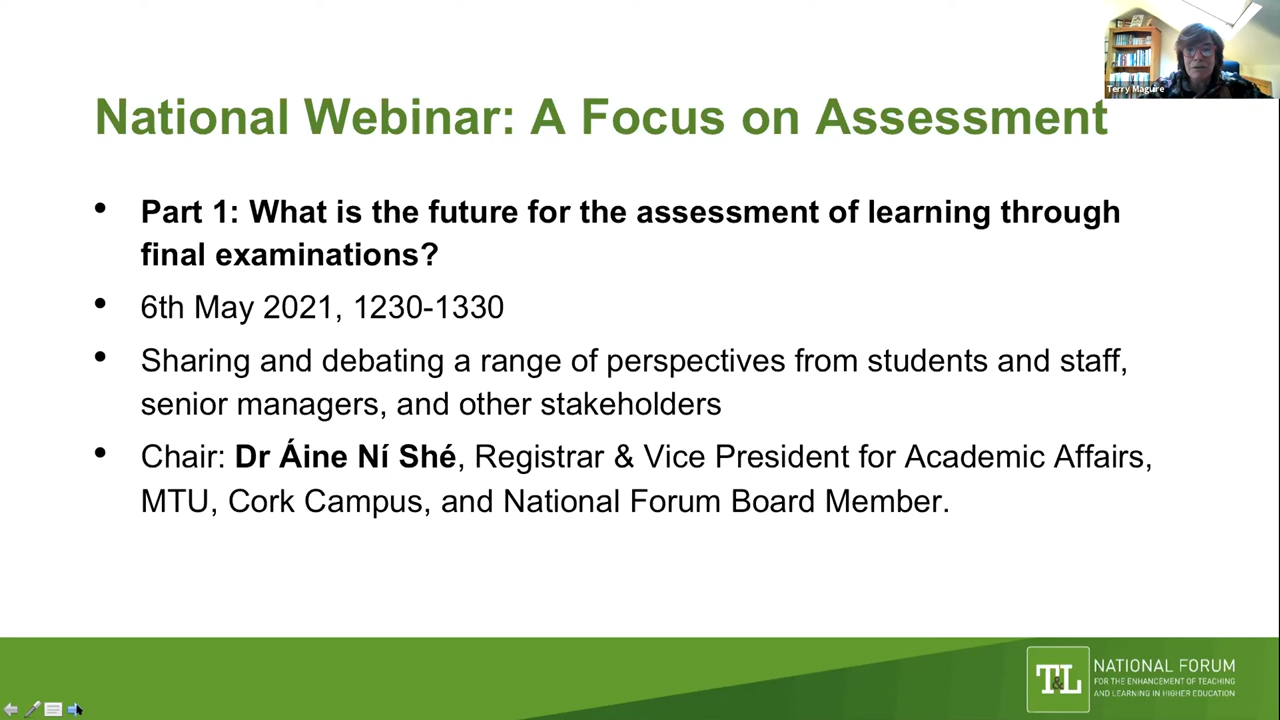 Terry Maguire
National Webinar: A Focus on Assessment
• Part 1: What is the future for the assessment of learning through
final examinations?
• 6th May 2021, 1230-1330
• Sharing and debating a range of perspectives from students and staff,
senior managers, and other stakeholders
• Chair: Dr Áine Ní Shé, Registrar & Vice President for Academic Affairs,
MTU, Cork Campus, and National Forum Board Member.
T&L
NATIONAL FORUM
FOR THE ENHANCEMENT OF TEACHING
AND LEARNING IN HIGHER EDUCATION